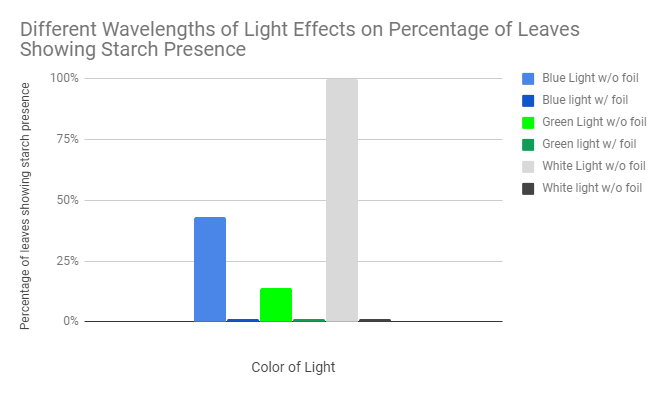 Different Wavelengths of Light Effects on Percentage of Leaves
Showing Starch Presence
Percentage of leaves showing starch presence
100%
75%
50%
25%
0%
Color of Light
Blue Light w/o foil
Blue light w/ foil
Green Light w/o foil
Green light w/ foil
White Light w/o foil
White light w/o foil